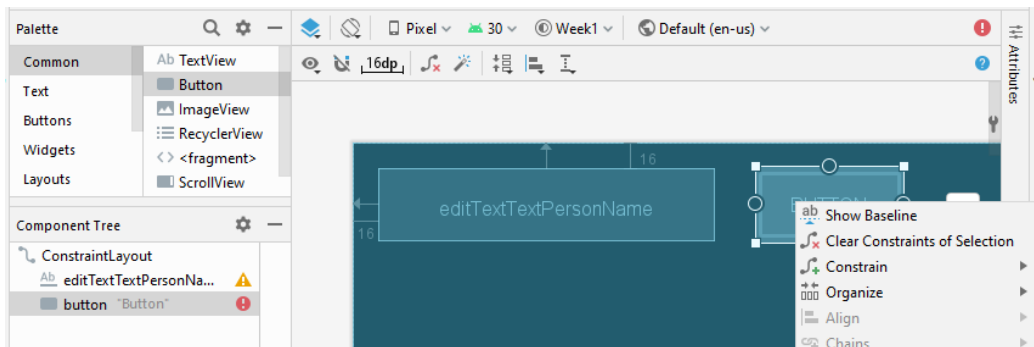 Palette
Pixel
30
Week1
Default (en-us)
Attributes
Common
Text
Buttons
Widgets
Layouts
Ab TextView
Button
ImageView
RecyclerView
<> <fragment>
ScrollView
16dp
Component Tree
ConstraintLayout
Ab editTextTextPersonNa...
button "Button"
16
editTextTextPersonName
16
BUTTON
ab Show Baseline
Clear Constraints of Selection
Constrain
Organize
Align
Chains